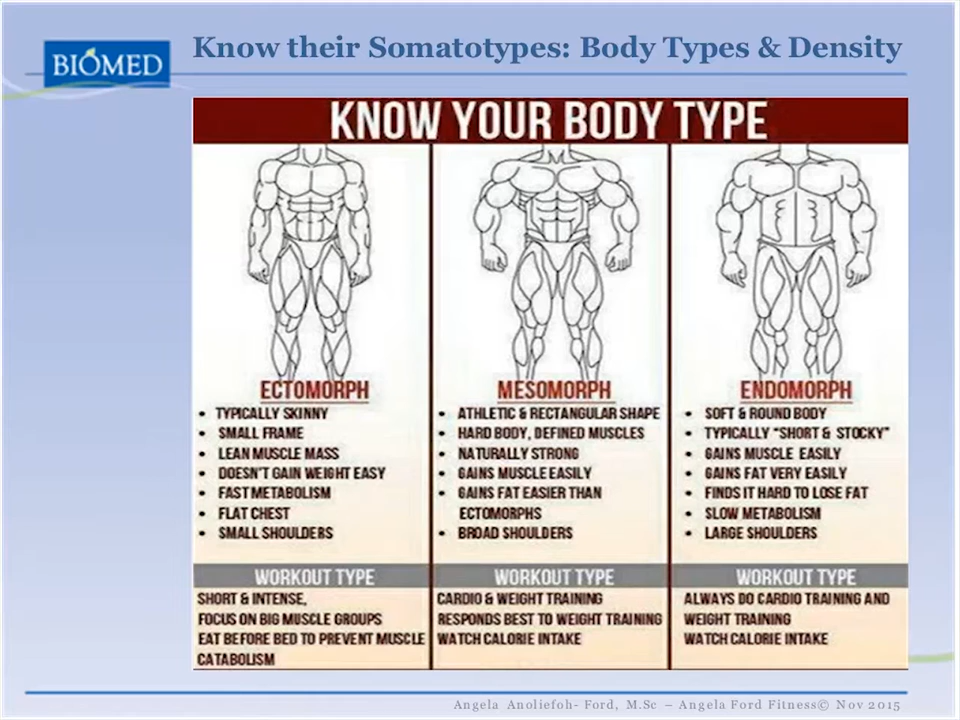 BIOMED
Know their Somatotypes: Body Types & Density
KNOW YOUR BODY TYPE
ECTOMORPH
• TYPICALLY SKINNY
• SMALL FRAME
• LEAN MUSCLE MASS
• DOESN'T GAIN WEIGHT EASY
• FAST METABOLISM
• FLAT CHEST
• SMALL SHOULDERS
WORKOUT TYPE
SHORT & INTENSE,
FOCUS ON BIG MUSCLE GROUPS
EAT BEFORE BED TO PREVENT MUSCLE
CATABOLISM
MESOMORPH
• ATHLETIC & RECTANGULAR SHAPE
• HARD BODY, DEFINED MUSCLES
• NATURALLY STRONG
• GAINS MUSCLE EASILY
• GAINS FAT EASIER THAN
ECTOMORPHS
• BROAD SHOULDERS
WORKOUT TYPE
CARDIO & WEIGHT TRAINING
RESPONDS BEST TO WEIGHT TRAINING
WATCH CALORIE INTAKE
ENDOMORPH
• SOFT & ROUND BODY
• TYPICALLY "SHORT & STOCKY"
• GAINS MUSCLE EASILY
• GAINS FAT VERY EASILY
• FINDS IT HARD TO LOSE FAT
• SLOW METABOLISM
• LARGE SHOULDERS
WORKOUT TYPE
ALWAYS DO CARDIO TRAINING AND
WEIGHT TRAINING
WATCH CALORIE INTAKE
Angela Anoliefoh- Ford, M.Sc – Angela Ford Fitness© Nov 2015